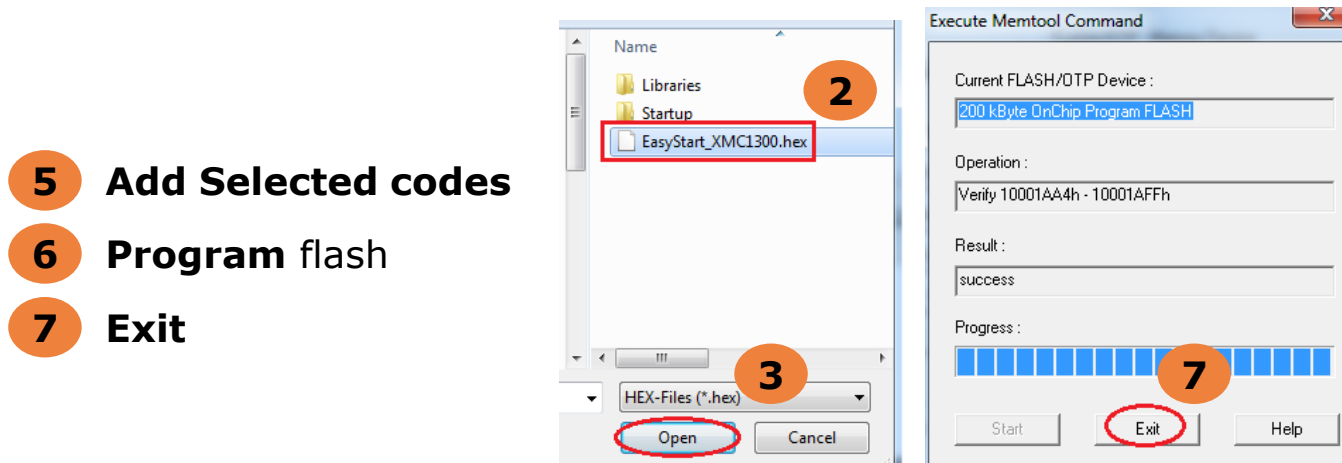 5 Add Selected codes
6 Program flash
7 Exit
Name
Libraries
2
Startup
EasyStart_XMC1300.hex
3
HEX-Files (*.hex)
Open Cancel
Execute Memtool Command
Current FLASH/OTP Device :
200 kByte OnChip Program FLASH
Operation :
Verify 10001AA4h - 10001AFFh
Result :
success
Progress :
7
Start Exit Help